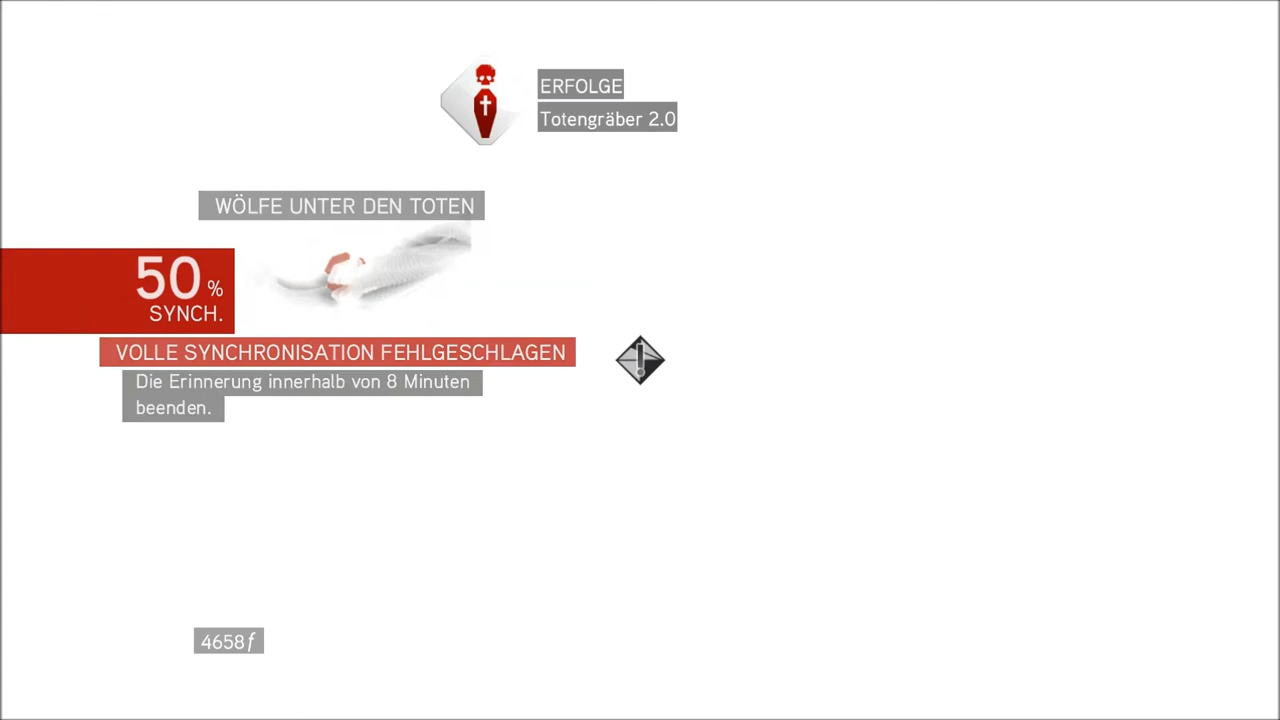 ERFOLGE
Totengräber 2.0
WÖLFE UNTER DEN TOTEN
50 %
SYNCH.
VOLLE SYNCHRONISATION FEHLGESCHLAGEN
Die Erinnerung innerhalb von 8 Minuten
beenden.
4658ƒ